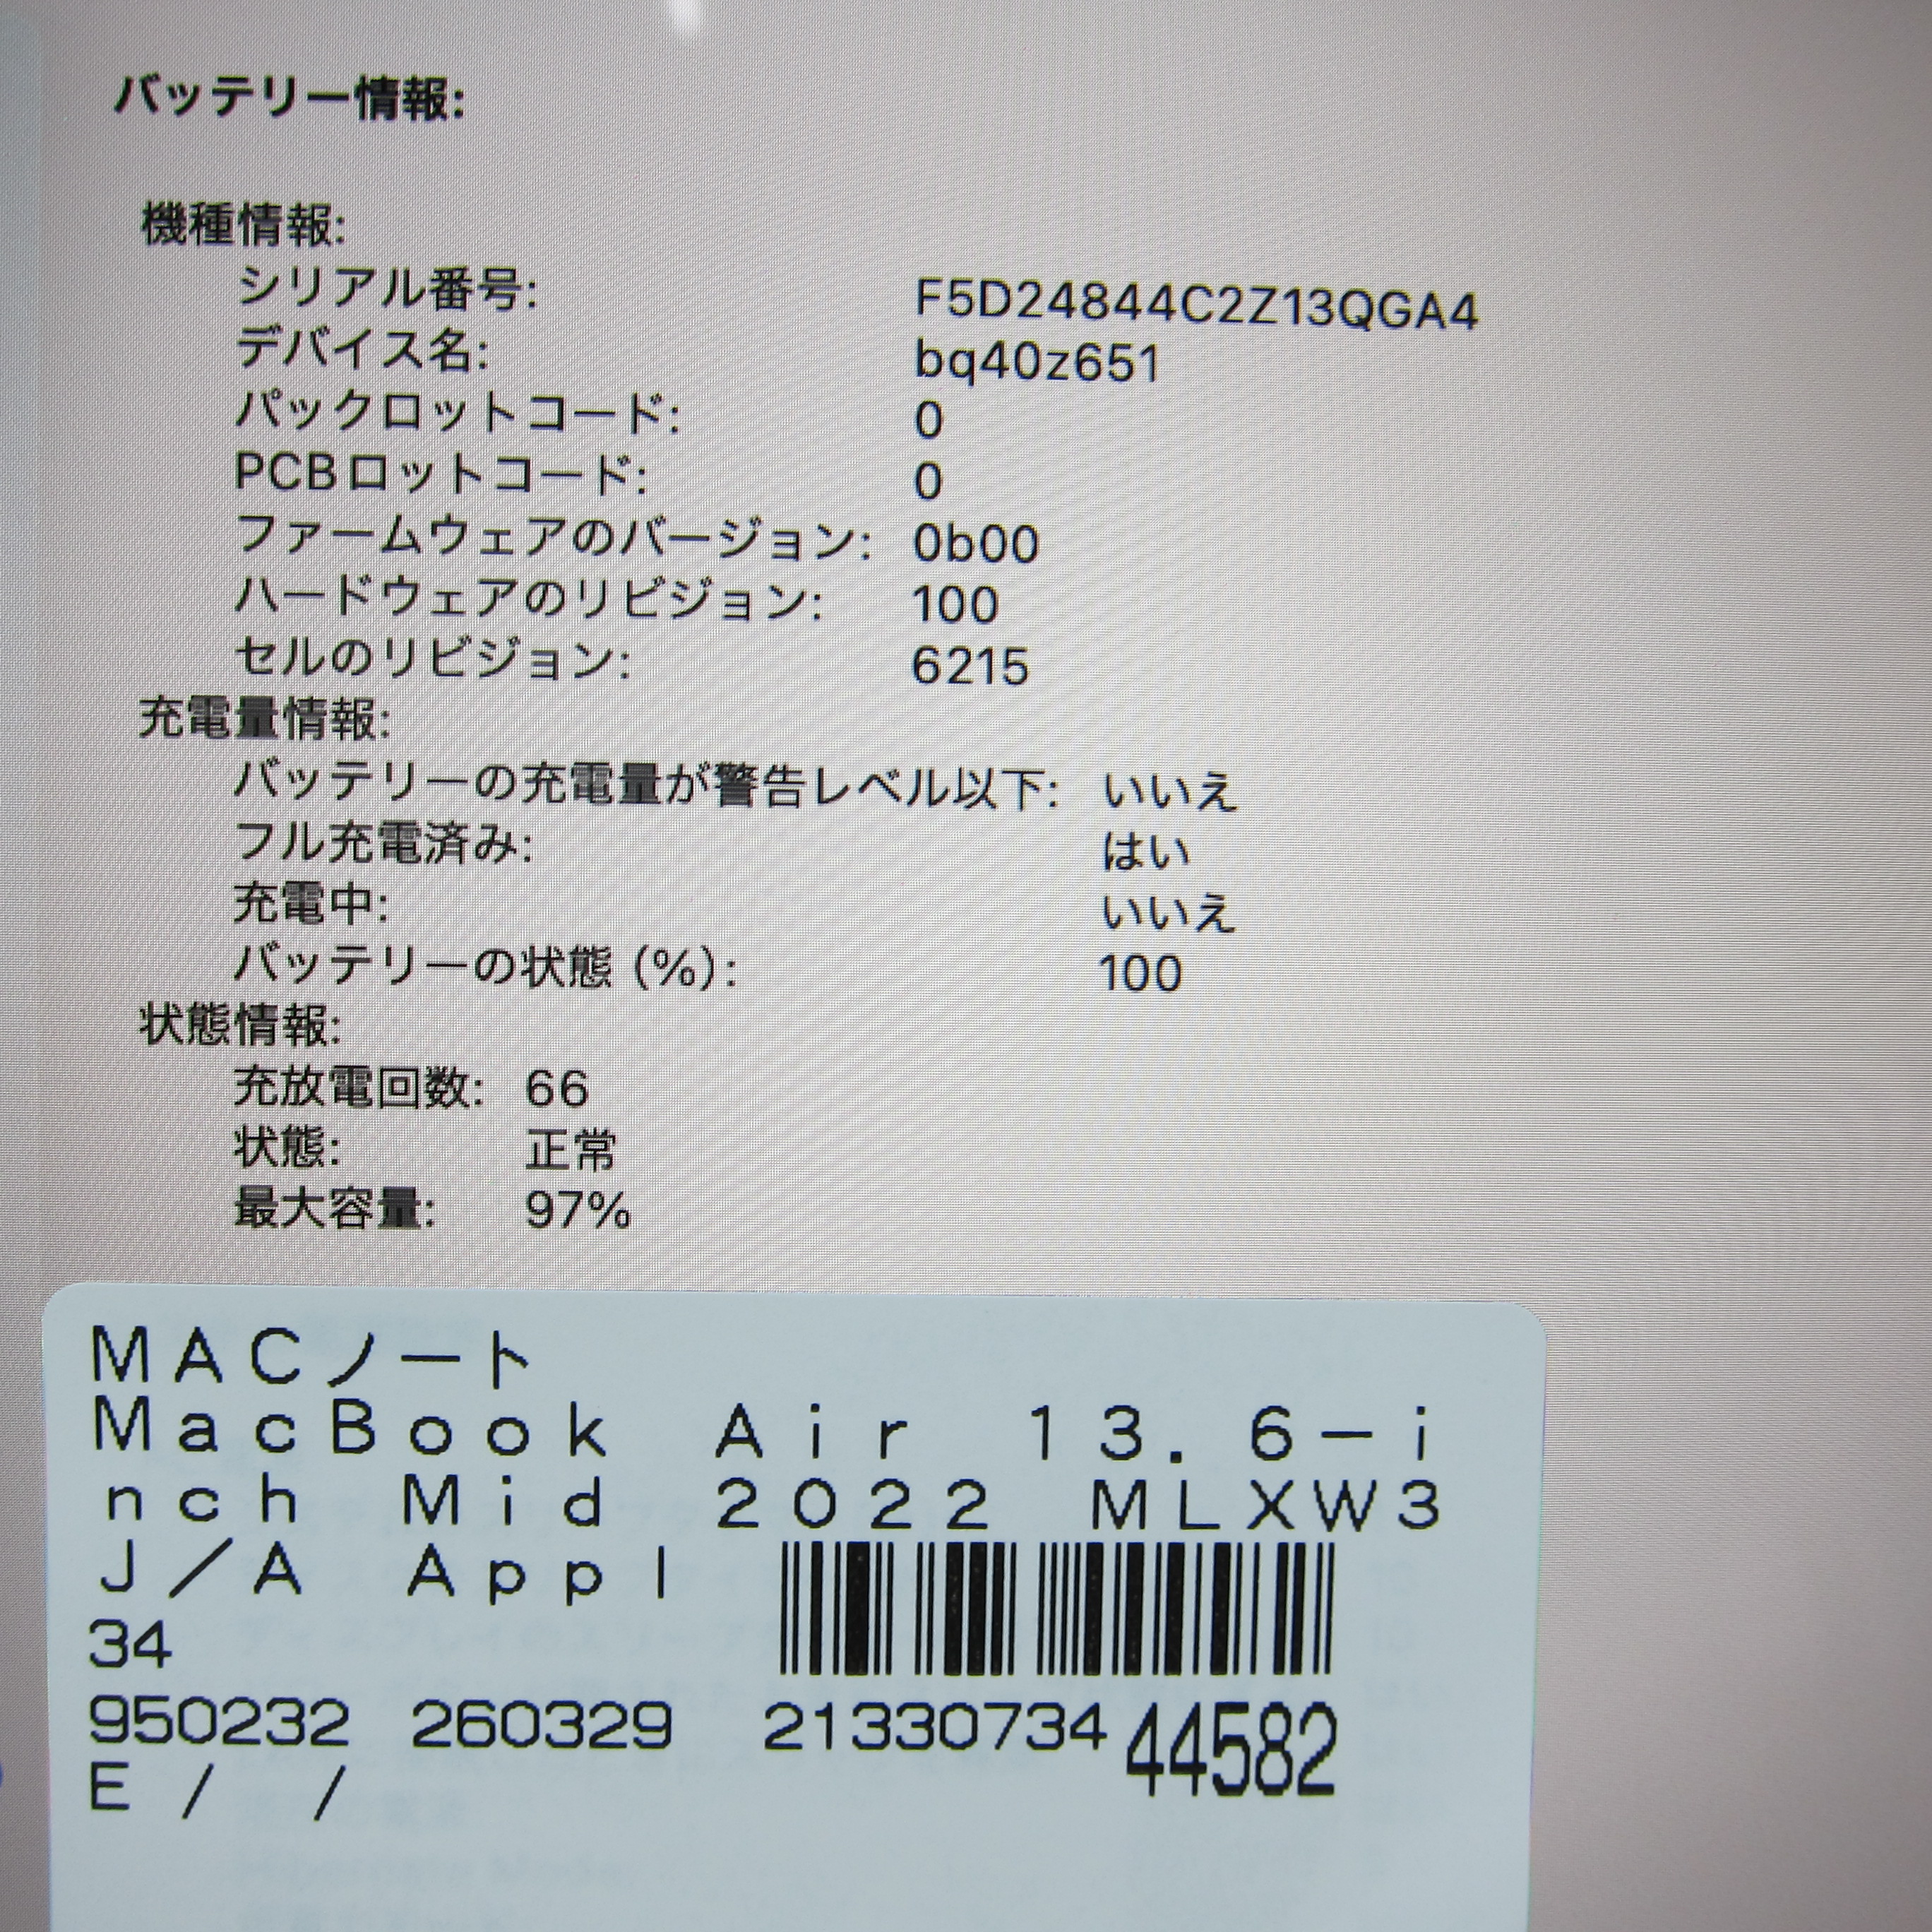 バッテリー情報:
機種情報:
シリアル番号: F5D24844C2Z13QGA4
デバイス名: bq40z651
パックロットコード: 0
PCBロットコード: 0
ファームウェアのバージョン: 0b00
ハードウェアのリビジョン: 100
セルのリビジョン: 6215
充電量情報:
バッテリーの充電量が警告レベル以下: いいえ
フル充電済み: はい
充電中: いいえ
バッテリーの状態 (%): 100
状態情報:
充放電回数: 66
状態: 正常
最大容量: 97%
MACノート
MacBook Air 13.6-i
nch Mid 2022 MLXW3
J/A Appl
34
950232 260329 21330734 44582
E / /